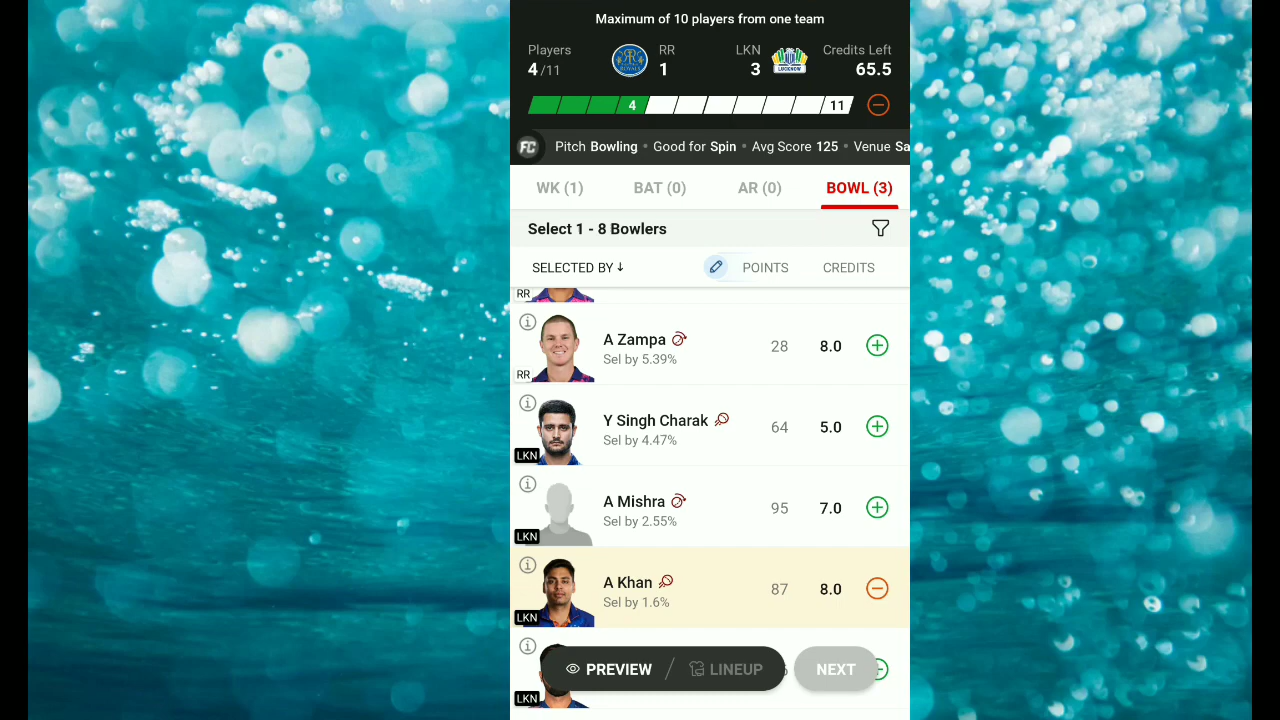 Maximum of 10 players from one team
Players RR LKN Credits Left
4/11 1 3 65.5
ROYALS LUCKNOW
4 11
FC Pitch Bowling • Good for Spin • Avg Score 125 • Venue Sa
WK (1) BAT (0) AR (0) BOWL (3)
Select 1 - 8 Bowlers
SELECTED BY ↓ POINTS CREDITS
RR
A Zampa 28 8.0
Sel by 5.39%
RR
Y Singh Charak 64 5.0
Sel by 4.47%
LKN
A Mishra 95 7.0
Sel by 2.55%
LKN
A Khan 87 8.0
Sel by 1.6%
LKN
PREVIEW / LINEUP NEXT
LKN